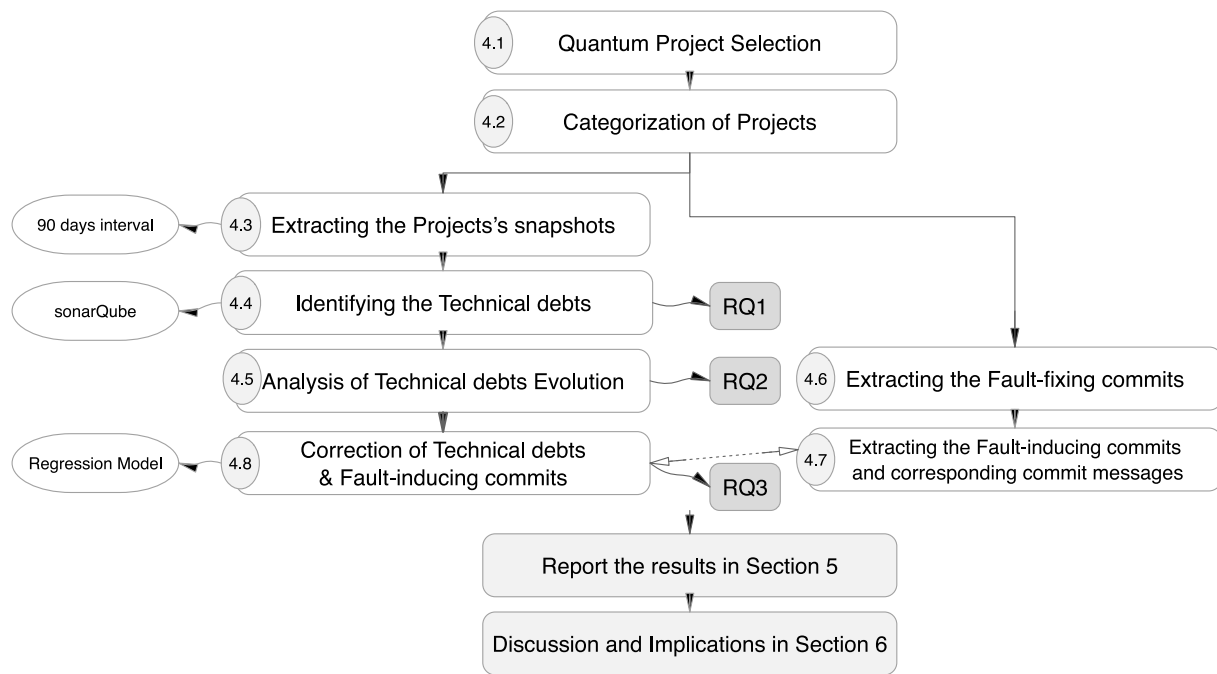 4.1
Quantum Project Selection
4.2
Categorization of Projects
90 days interval
4.3
Extracting the Projects's snapshots
sonarQube
4.4
Identifying the Technical debts
RQ1
4.5
Analysis of Technical debts Evolution
RQ2
4.6
Extracting the Fault-fixing commits
Regression Model
4.8
Correction of Technical debts
& Fault-inducing commits
RQ3
4.7
Extracting the Fault-inducing commits
and corresponding commit messages
Report the results in Section 5
Discussion and Implications in Section 6